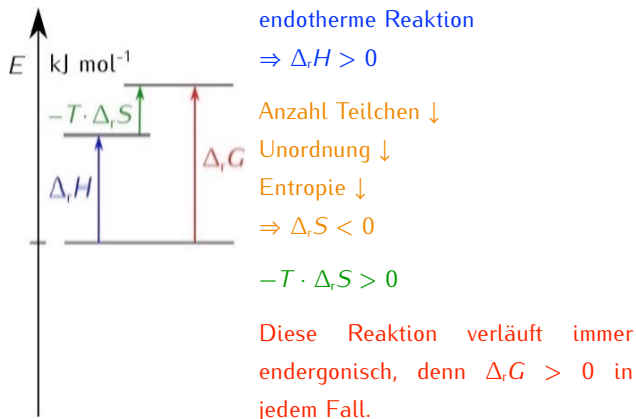 E kJ mol⁻¹
−T · ΔᵣS
ΔᵣH
ΔᵣG
endotherme Reaktion
⇒ ΔᵣH > 0
Anzahl Teilchen ↓
Unordnung ↓
Entropie ↓
⇒ ΔᵣS < 0
−T · ΔᵣS > 0
Diese Reaktion verläuft immer
endergonisch, denn ΔᵣG > 0 in
jedem Fall.